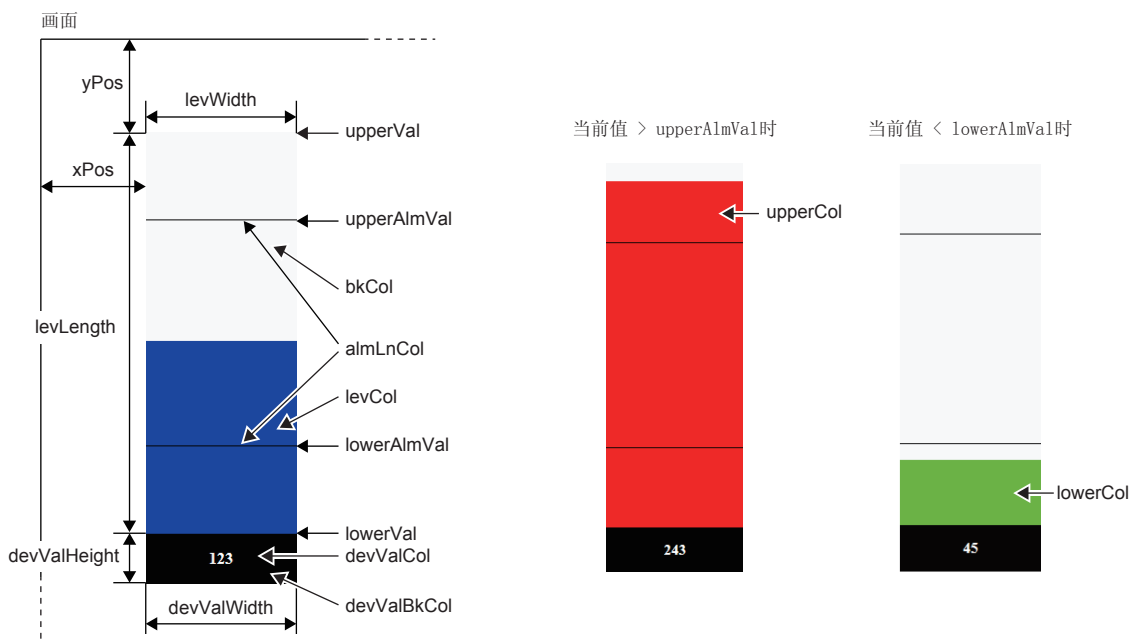 画面
yPos
levWidth
upperVal
xPos
upperAlmVal
bkCol
levLength
almLnCol
levCol
lowerAlmVal
lowerVal
devValHeight
123
devValCol
devValWidth
devValBkCol
当前值 > upperAlmVal时
upperCol
243
当前值 < lowerAlmVal时
lowerCol
45